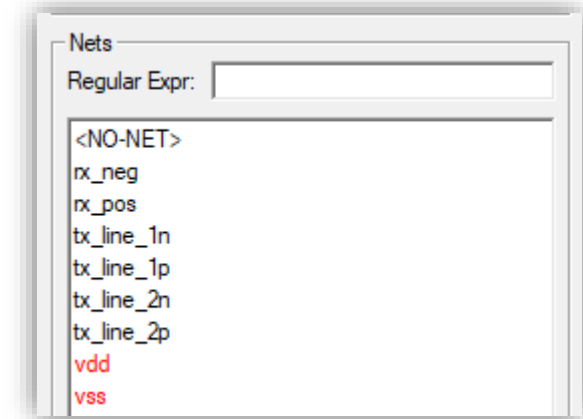 Nets
Regular Expr:
<NO-NET>
rx_neg
rx_pos
tx_line_1n
tx_line_1p
tx_line_2n
tx_line_2p
vdd
vss